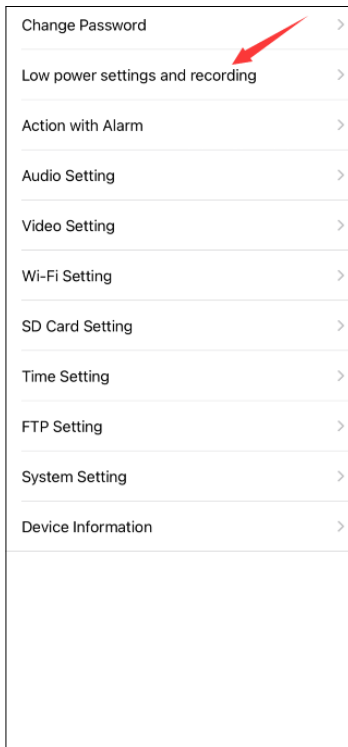 Change Password
Low power settings and recording
Action with Alarm
Audio Setting
Video Setting
Wi-Fi Setting
SD Card Setting
Time Setting
FTP Setting
System Setting
Device Information